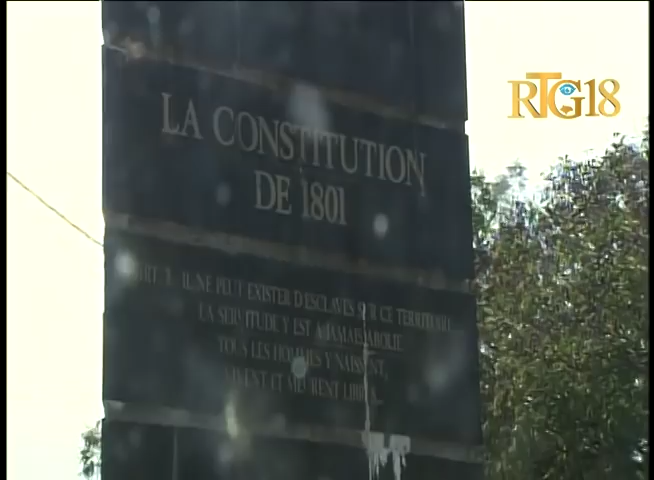 RTG18
LA CONSTITUTION
DE 1801
IL NE PEUT EXISTER D'ESCLAVES SUR CE TERRITOIRE
LA SERVITUDE Y EST A JAMAIS ABOLIE
TOUS LES HOMMES Y NAISSENT,
VIVENT ET MEURENT LIBRES